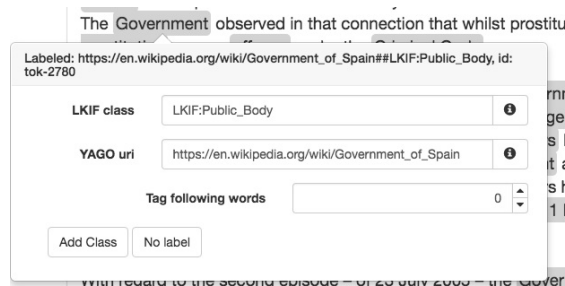 The Government observed in that connection that whilst prostitu
Labeled: https://en.wikipedia.org/wiki/Government_of_Spain##LKIF:Public_Body, id:
tok-2780
LKIF class
LKIF:Public_Body
YAGO uri
https://en.wikipedia.org/wiki/Government_of_Spain
Tag following words
0
Add Class
No label
With regard to the second episode – of 23 July 2005 – the Gover